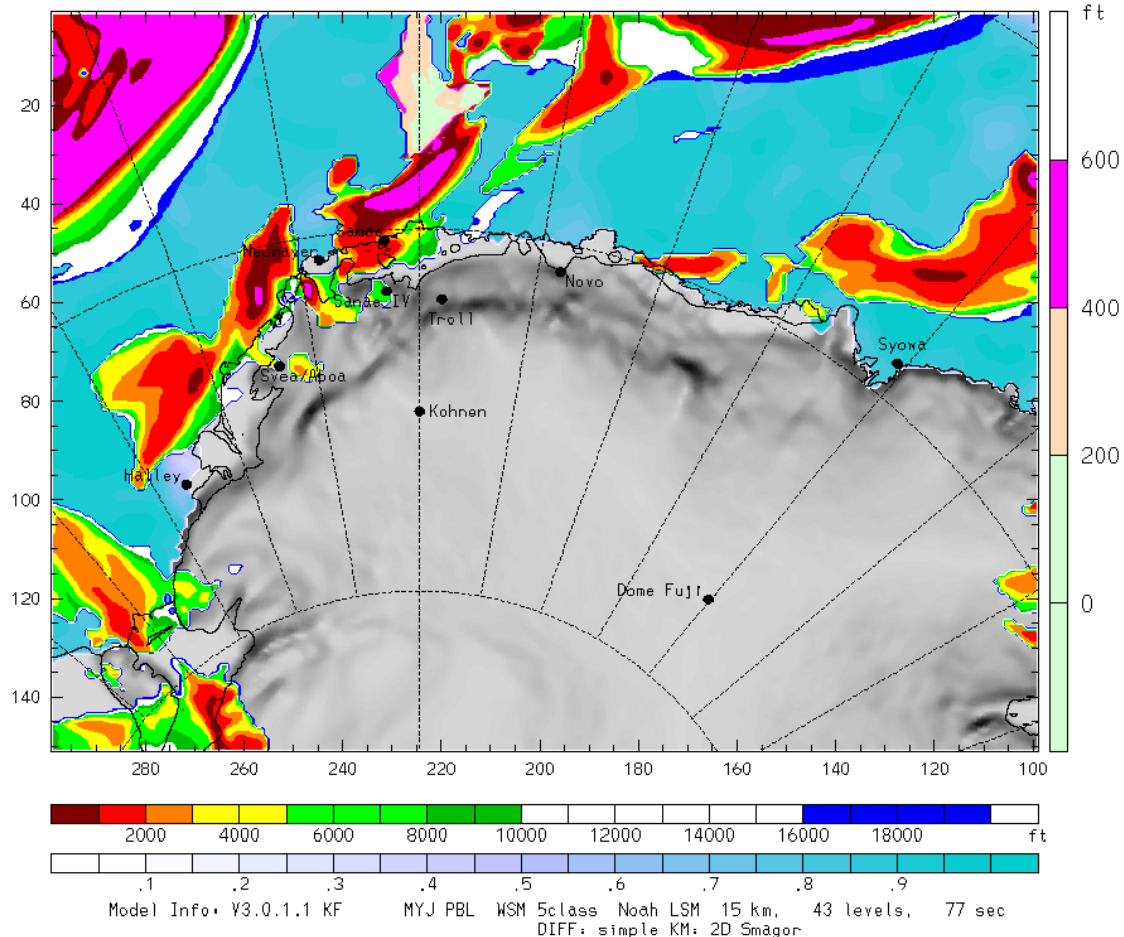 ft
20
600
40
Sanae
Neumayer
Novo
60
Sanae IV
400
Troll
Syowa
Svea/Aboa
80
Kohnen
200
Halley
100
Dome Fuji
120
0
140
280 260 240 220 200 180 160 140 120 100
2000 4000 6000 8000 10000 12000 14000 16000 18000 ft
.1 .2 .3 .4 .5 .6 .7 .8 .9
Model Info: V3.0.1.1 KF MYJ PBL WSM 5class Noah LSM 15 km, 43 levels, 77 sec
DIFF: simple KM: 2D Smagor